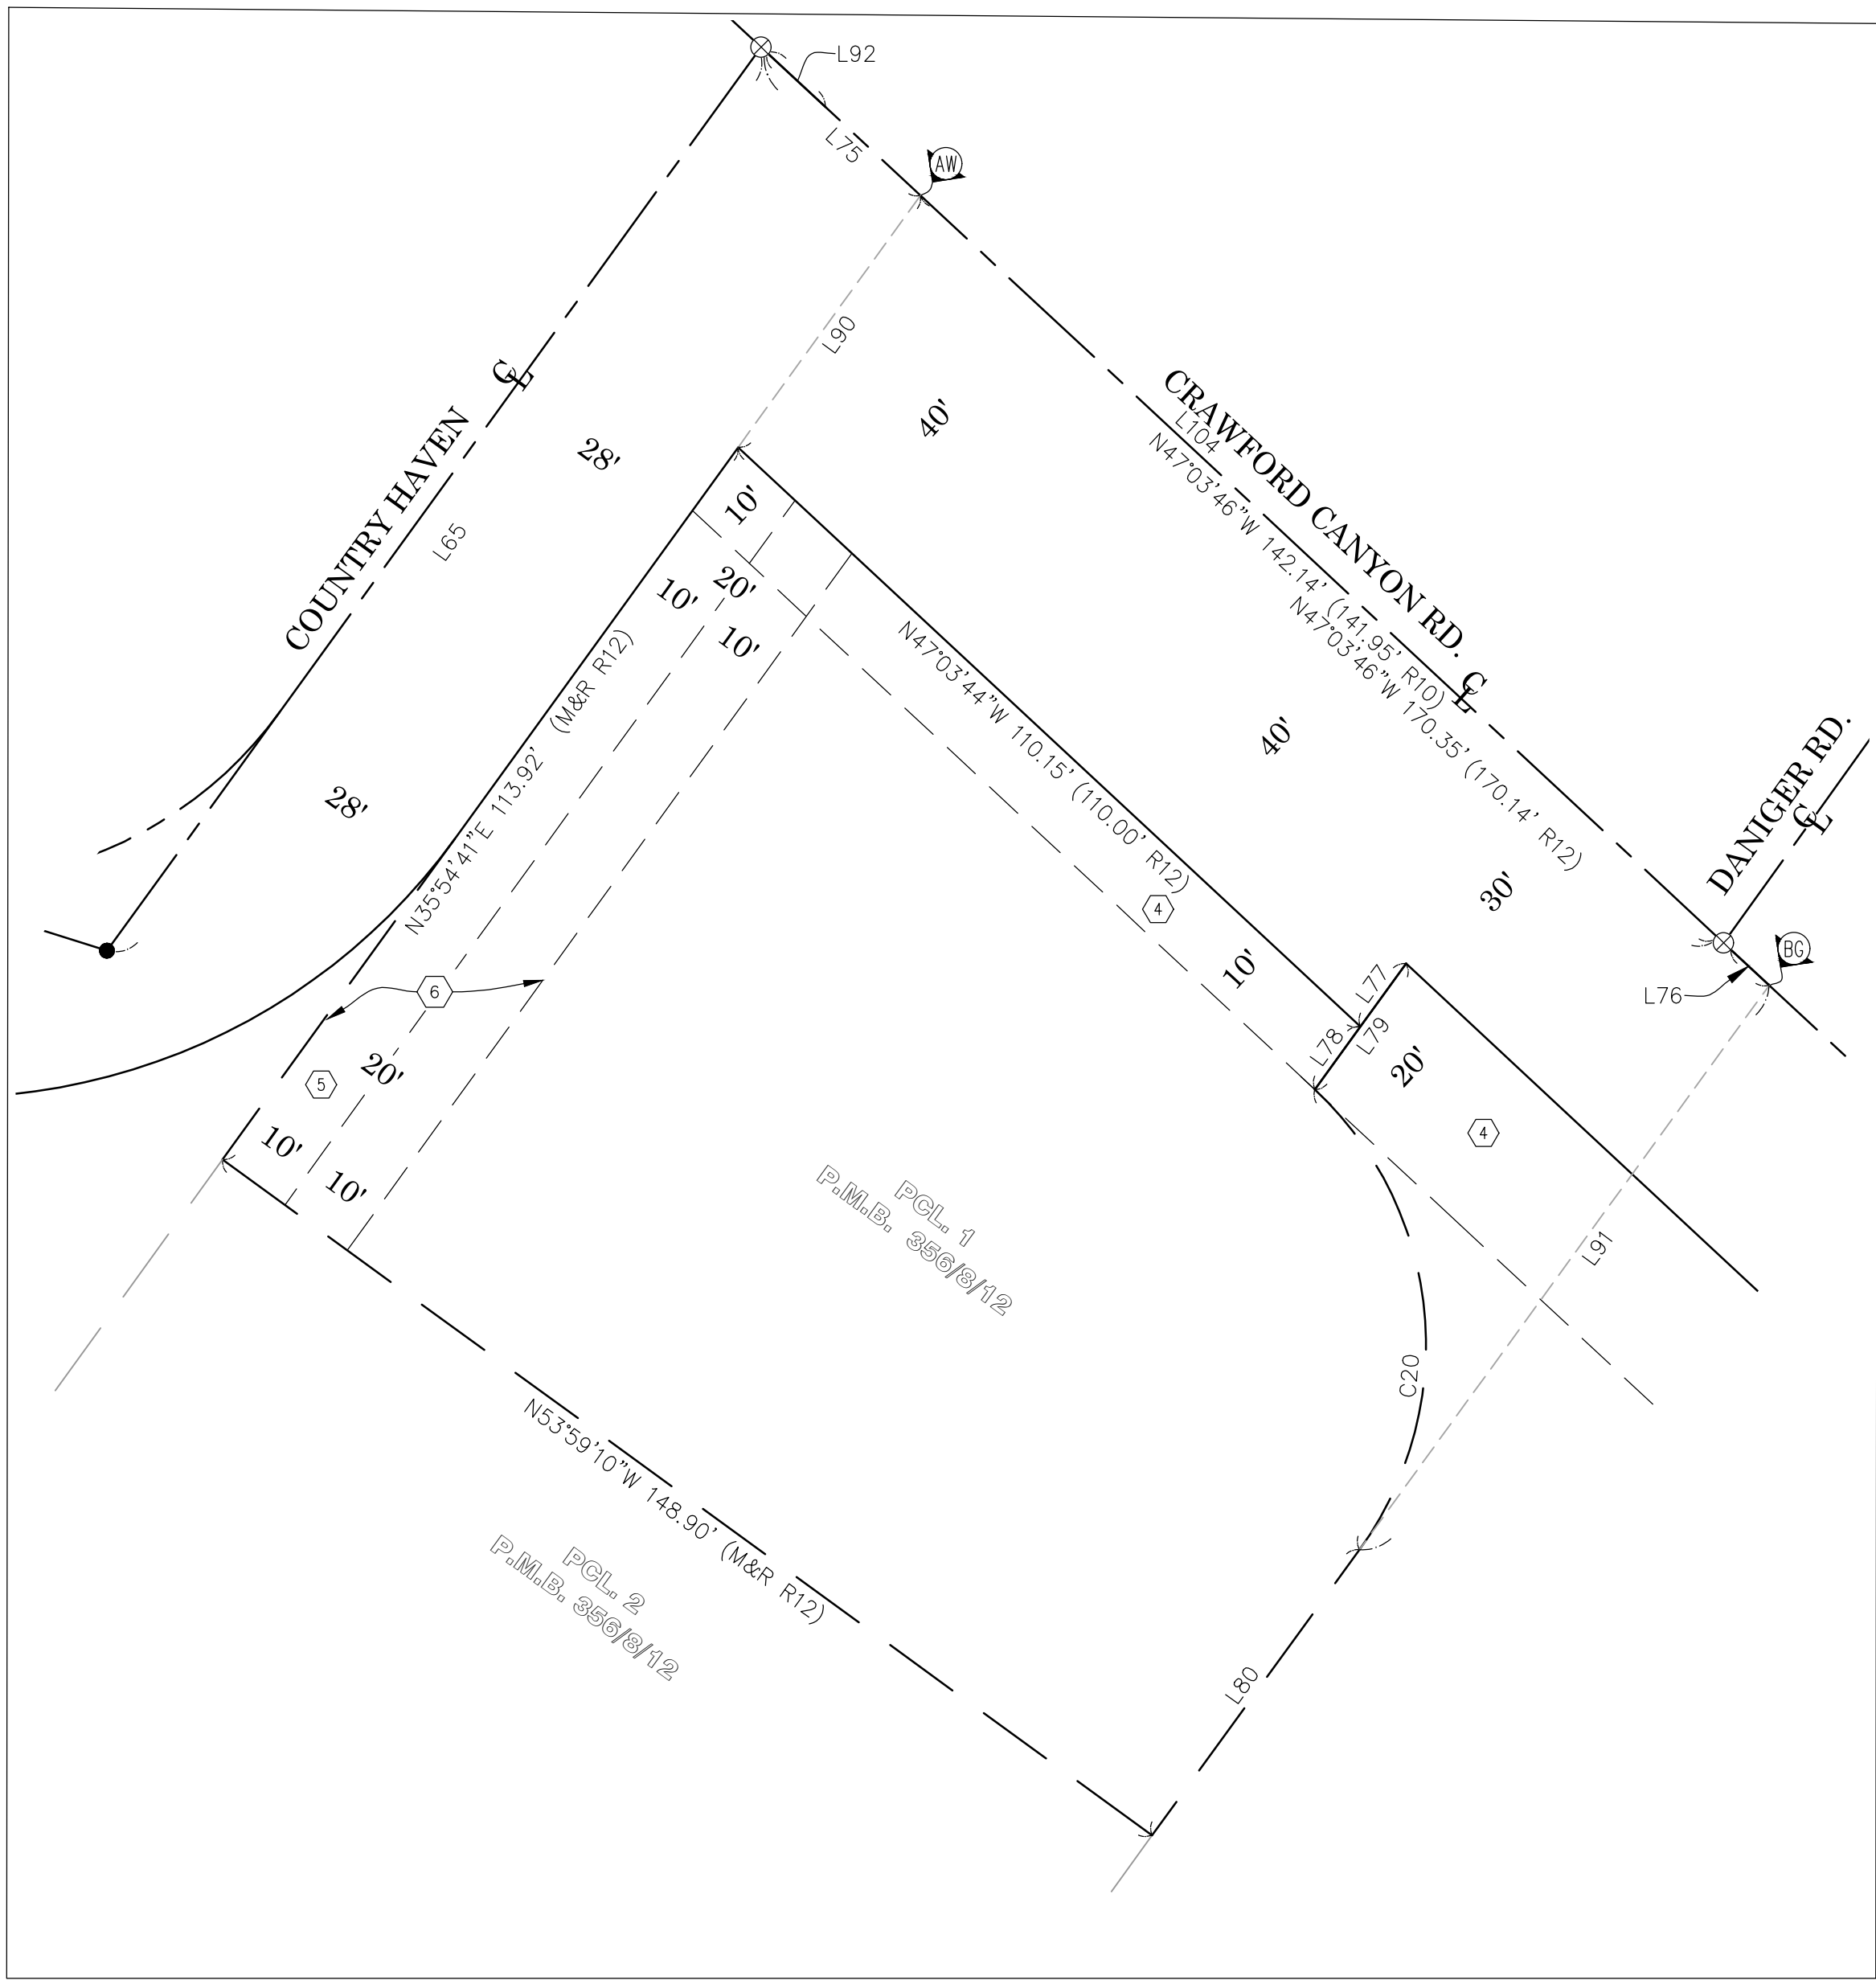 L92
L75
AW
L90
40'
COUNTRY HAVEN ℄
28'
L65
CRAWFORD CANYON RD. ℄
L104
N47°03'46"W 142.14' (141.95' R10)
N47°03'46"W 170.35' (170.14' R12)
10'
20'
10'
10'
N35°54'41"E 113.92' (M&R R12)
N47°03'44"W 110.15' (110.00' R12)
40'
28'
30'
DANIGER RD.
℄
BG
L76
4
10'
L77
L78
L79
20'
4
6
5
20'
10'
10'
PCL. 1
P.M.B. 356/8/12
L91
C20
N53°59'10"W 148.90' (M&R R12)
PCL. 2
P.M.B. 356/8/12
L80